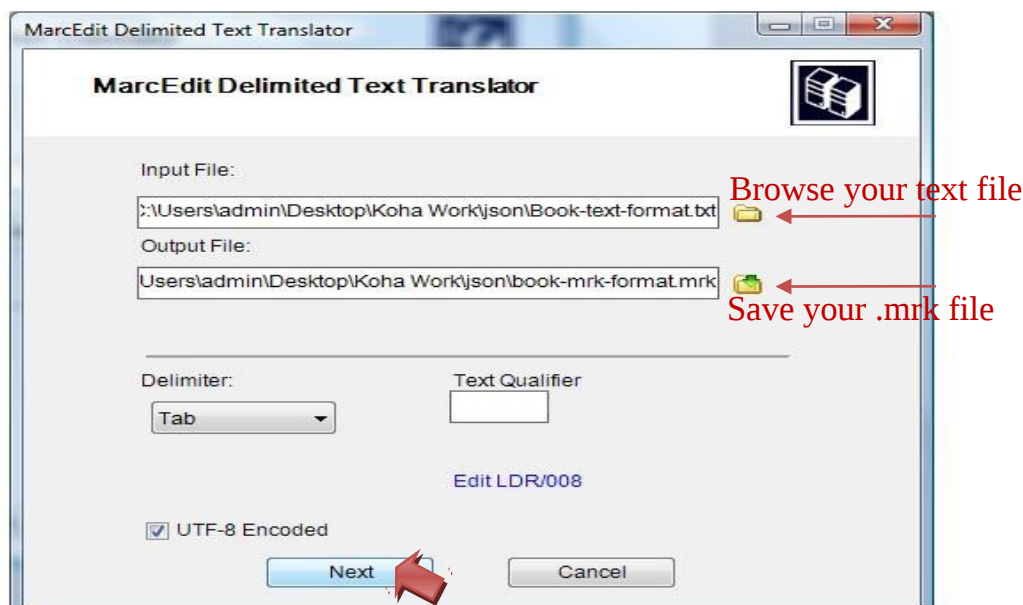 MarcEdit Delimited Text Translator
MarcEdit Delimited Text Translator
Input File:
Browse your text file
:\Users\admin\Desktop\Koha Work\json\Book-text-format.txt
Output File:
Users\admin\Desktop\Koha Work\json\book-mrk-format.mrk
Save your .mrk file
Delimiter:
Text Qualifier
Tab
Edit LDR/008
UTF-8 Encoded
Next
Cancel